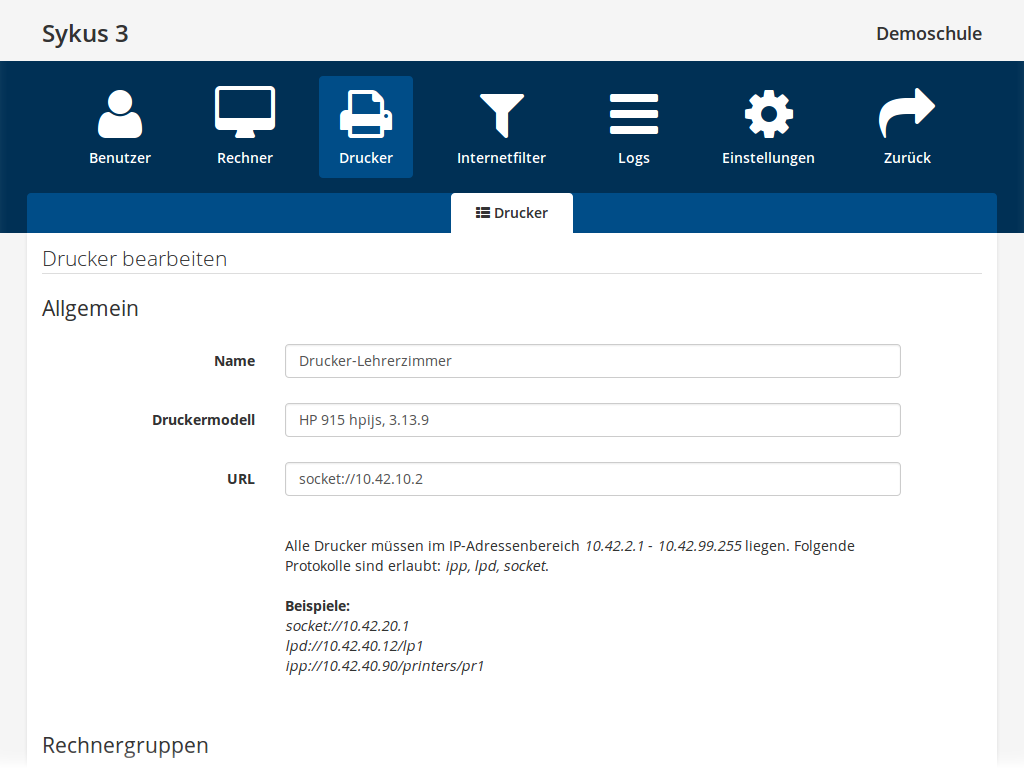 Sykus 3
Demoschule
Benutzer
Rechner
Drucker
Internetfilter
Logs
Einstellungen
Zurück
Drucker
Drucker bearbeiten
Allgemein
Name
Drucker-Lehrerzimmer
Druckermodell
HP 915 hpijs, 3.13.9
URL
socket://10.42.10.2
Alle Drucker müssen im IP-Adressenbereich 10.42.2.1 - 10.42.99.255 liegen. Folgende
Protokolle sind erlaubt: ipp, lpd, socket.
Beispiele:
socket://10.42.20.1
lpd://10.42.40.12/lp1
ipp://10.42.40.90/printers/pr1
Rechnergruppen